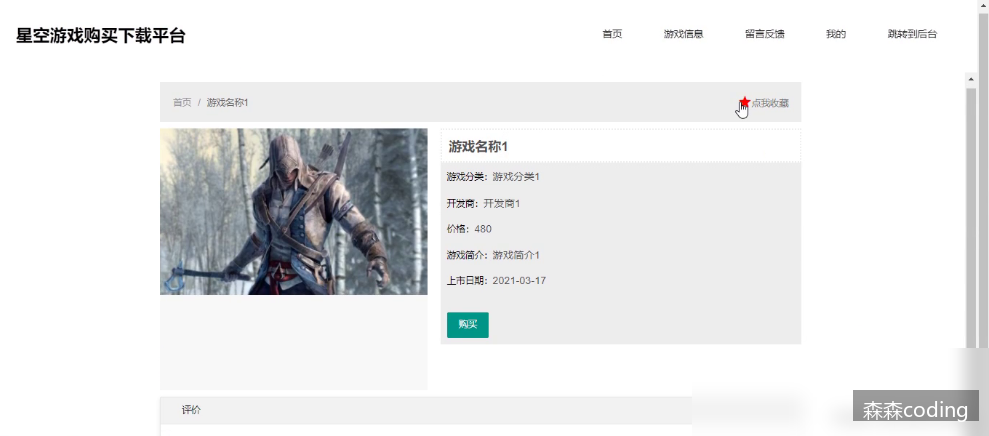 星空游戏购买下载平台
首页 游戏信息 留言反馈 我的 跳转到后台
首页 / 游戏名称1
点我收藏
游戏名称1
游戏分类：游戏分类1
开发商：开发商1
价格：480
游戏简介：游戏简介1
上市日期：2021-03-17
购买
评价
森森coding